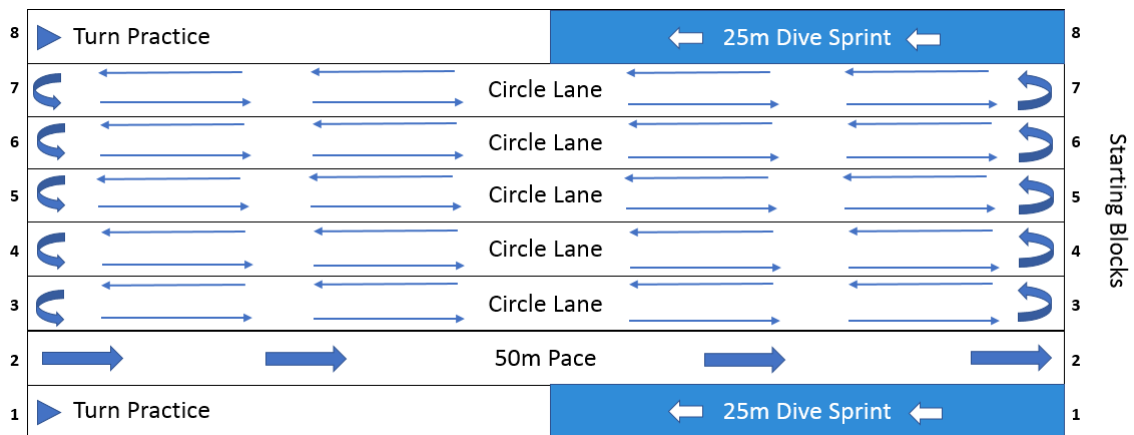 8 Turn Practice 25m Dive Sprint 8
7 Circle Lane 7
6 Circle Lane 6
5 Circle Lane 5
4 Circle Lane 4
3 Circle Lane 3
2 50m Pace 2
1 Turn Practice 25m Dive Sprint 1
Starting Blocks